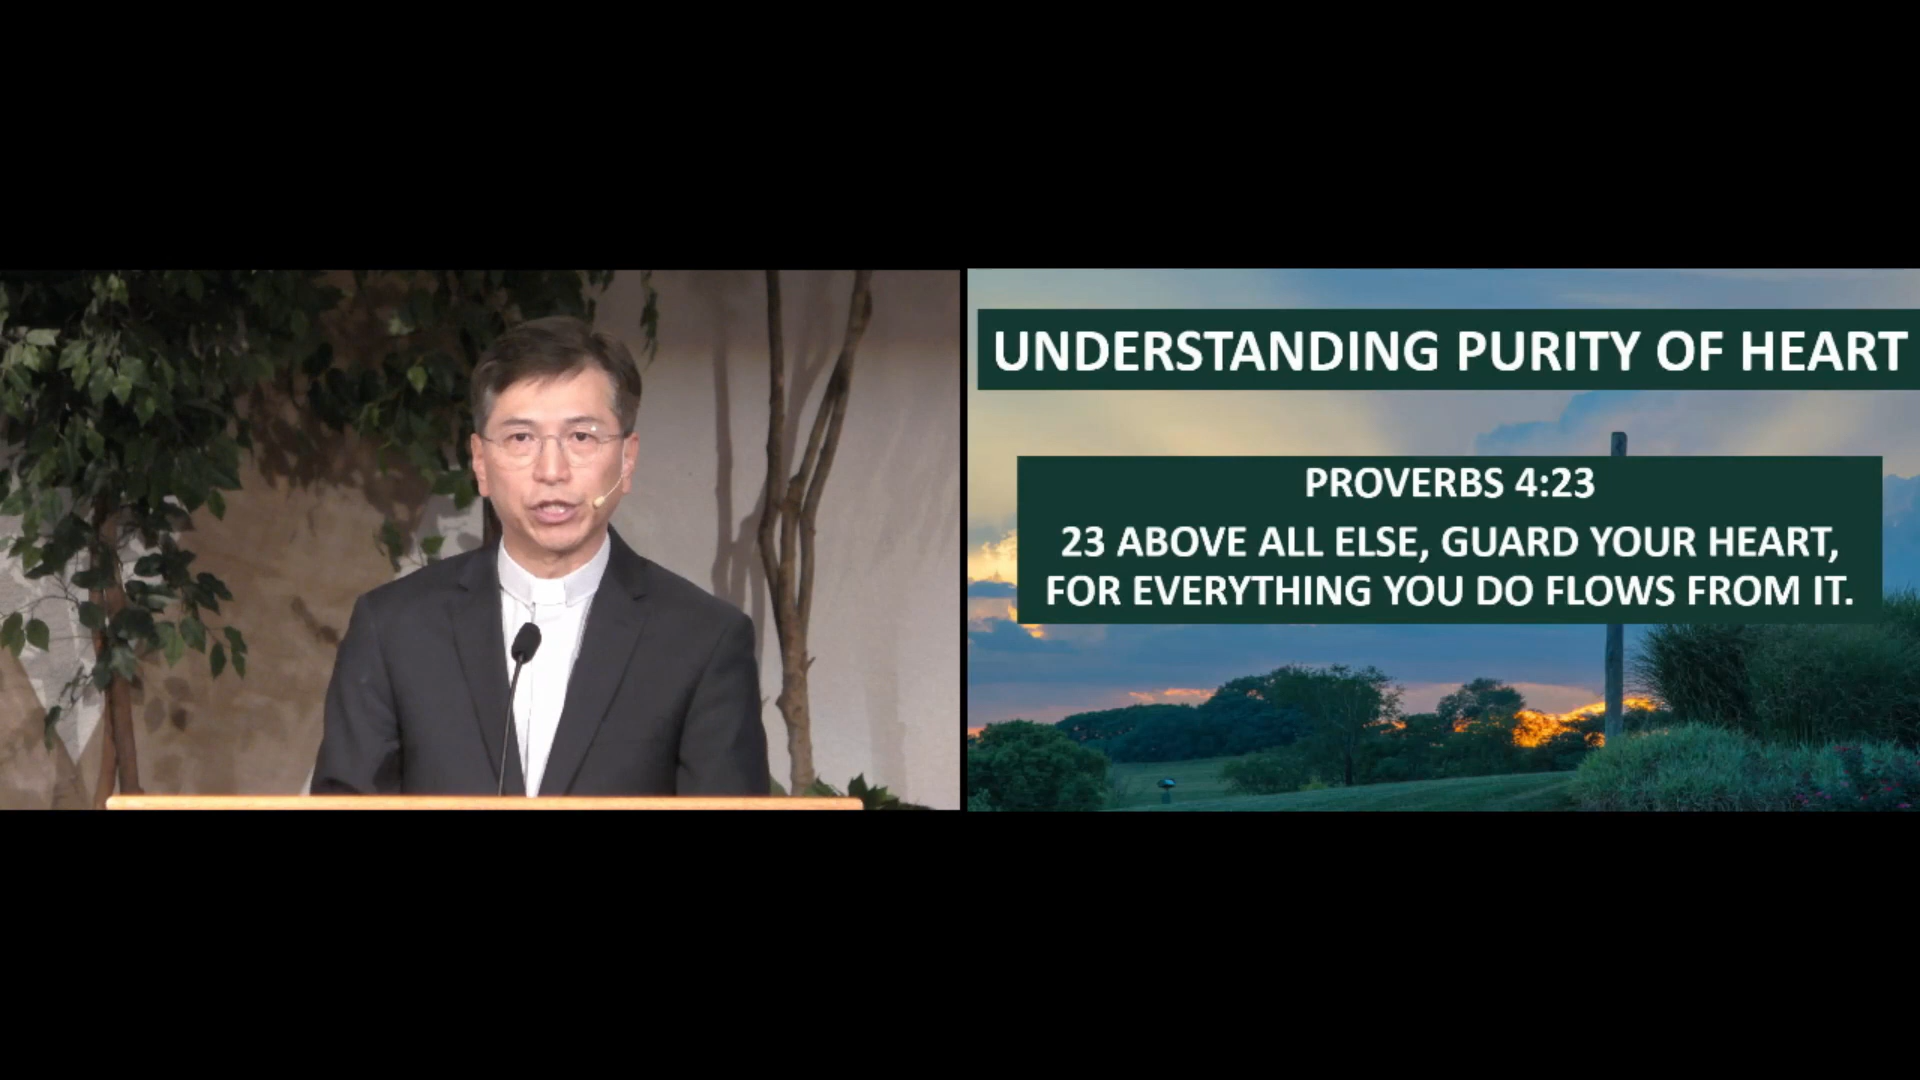 UNDERSTANDING PURITY OF HEART
PROVERBS 4:23
23 ABOVE ALL ELSE, GUARD YOUR HEART,
FOR EVERYTHING YOU DO FLOWS FROM IT.